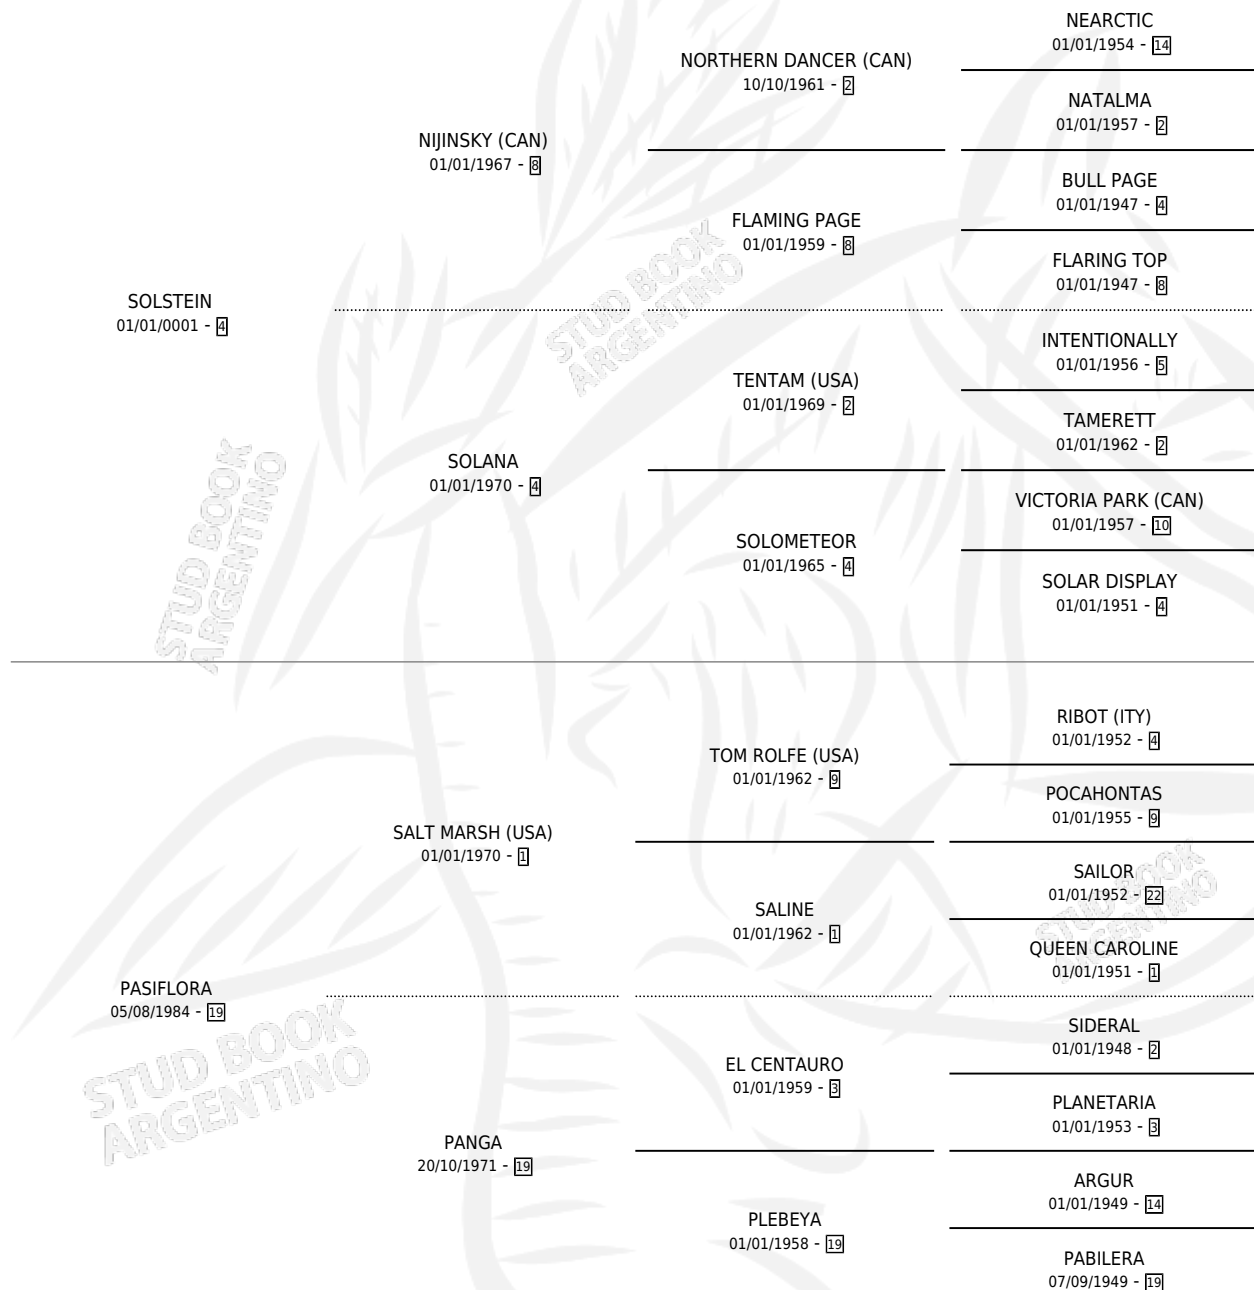 NEARCTIC
01/01/1954 - 14
NORTHERN DANCER (CAN)
10/10/1961 - 2
NATALMA
01/01/1957 - 2
NIJINSKY (CAN)
01/01/1967 - 8
BULL PAGE
01/01/1947 - 4
FLAMING PAGE
01/01/1959 - 8
FLARING TOP
01/01/1947 - 8
SOLSTEIN
01/01/0001 - 4
INTENTIONALLY
01/01/1956 - 5
TENTAM (USA)
01/01/1969 - 2
TAMERETT
01/01/1962 - 2
SOLANA
01/01/1970 - 4
VICTORIA PARK (CAN)
01/01/1957 - 10
SOLOMETEOR
01/01/1965 - 4
SOLAR DISPLAY
01/01/1951 - 4
RIBOT (ITY)
01/01/1952 - 4
TOM ROLFE (USA)
01/01/1962 - 9
POCAHONTAS
01/01/1955 - 9
SALT MARSH (USA)
01/01/1970 - 1
SAILOR
01/01/1952 - 22
SALINE
01/01/1962 - 1
QUEEN CAROLINE
01/01/1951 - 1
PASIFLORA
05/08/1984 - 19
SIDERAL
01/01/1948 - 2
EL CENTAURO
01/01/1959 - 3
PLANETARIA
01/01/1953 - 3
PANGA
20/10/1971 - 19
ARGUR
01/01/1949 - 14
PLEBEYA
01/01/1958 - 19
PABILERA
07/09/1949 - 19
STUD BOOK
ARGENTINO
STUD BOOK
ARGENTINO
STUD BOOK
ARGENTINO
STUD BOOK
ARGENTINO